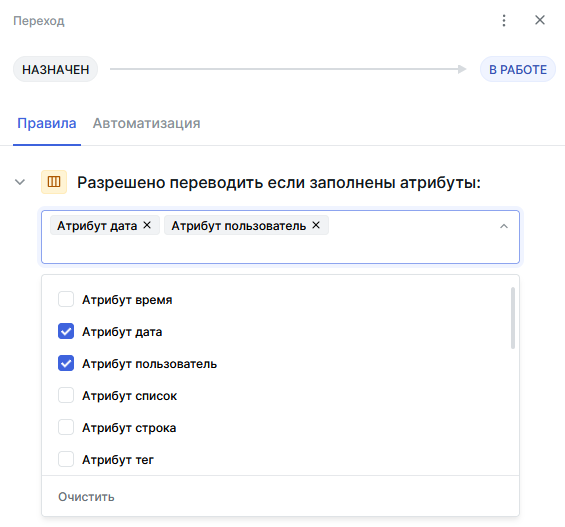 Переход
НАЗНАЧЕН
В РАБОТЕ
Правила
Автоматизация
Разрешено переводить если заполнены атрибуты:
Атрибут дата
Атрибут пользователь
Атрибут время
Атрибут дата
Атрибут пользователь
Атрибут список
Атрибут строка
Атрибут тег
Очистить